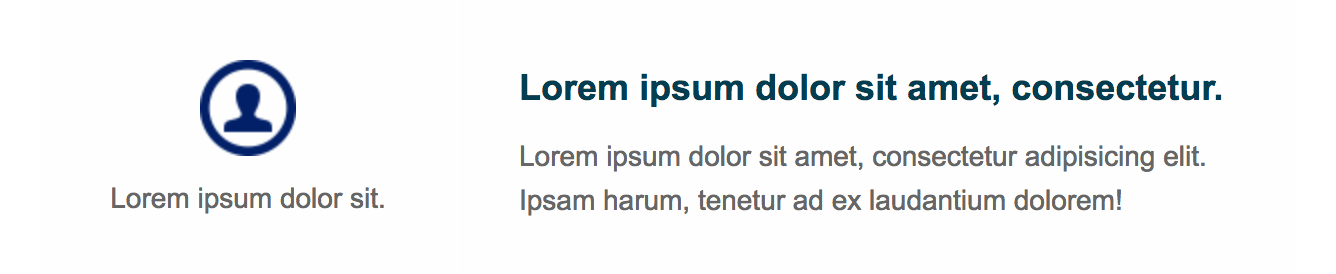 Lorem ipsum dolor sit.
Lorem ipsum dolor sit amet, consectetur.
Lorem ipsum dolor sit amet, consectetur adipisicing elit.
Ipsam harum, tenetur ad ex laudantium dolorem!